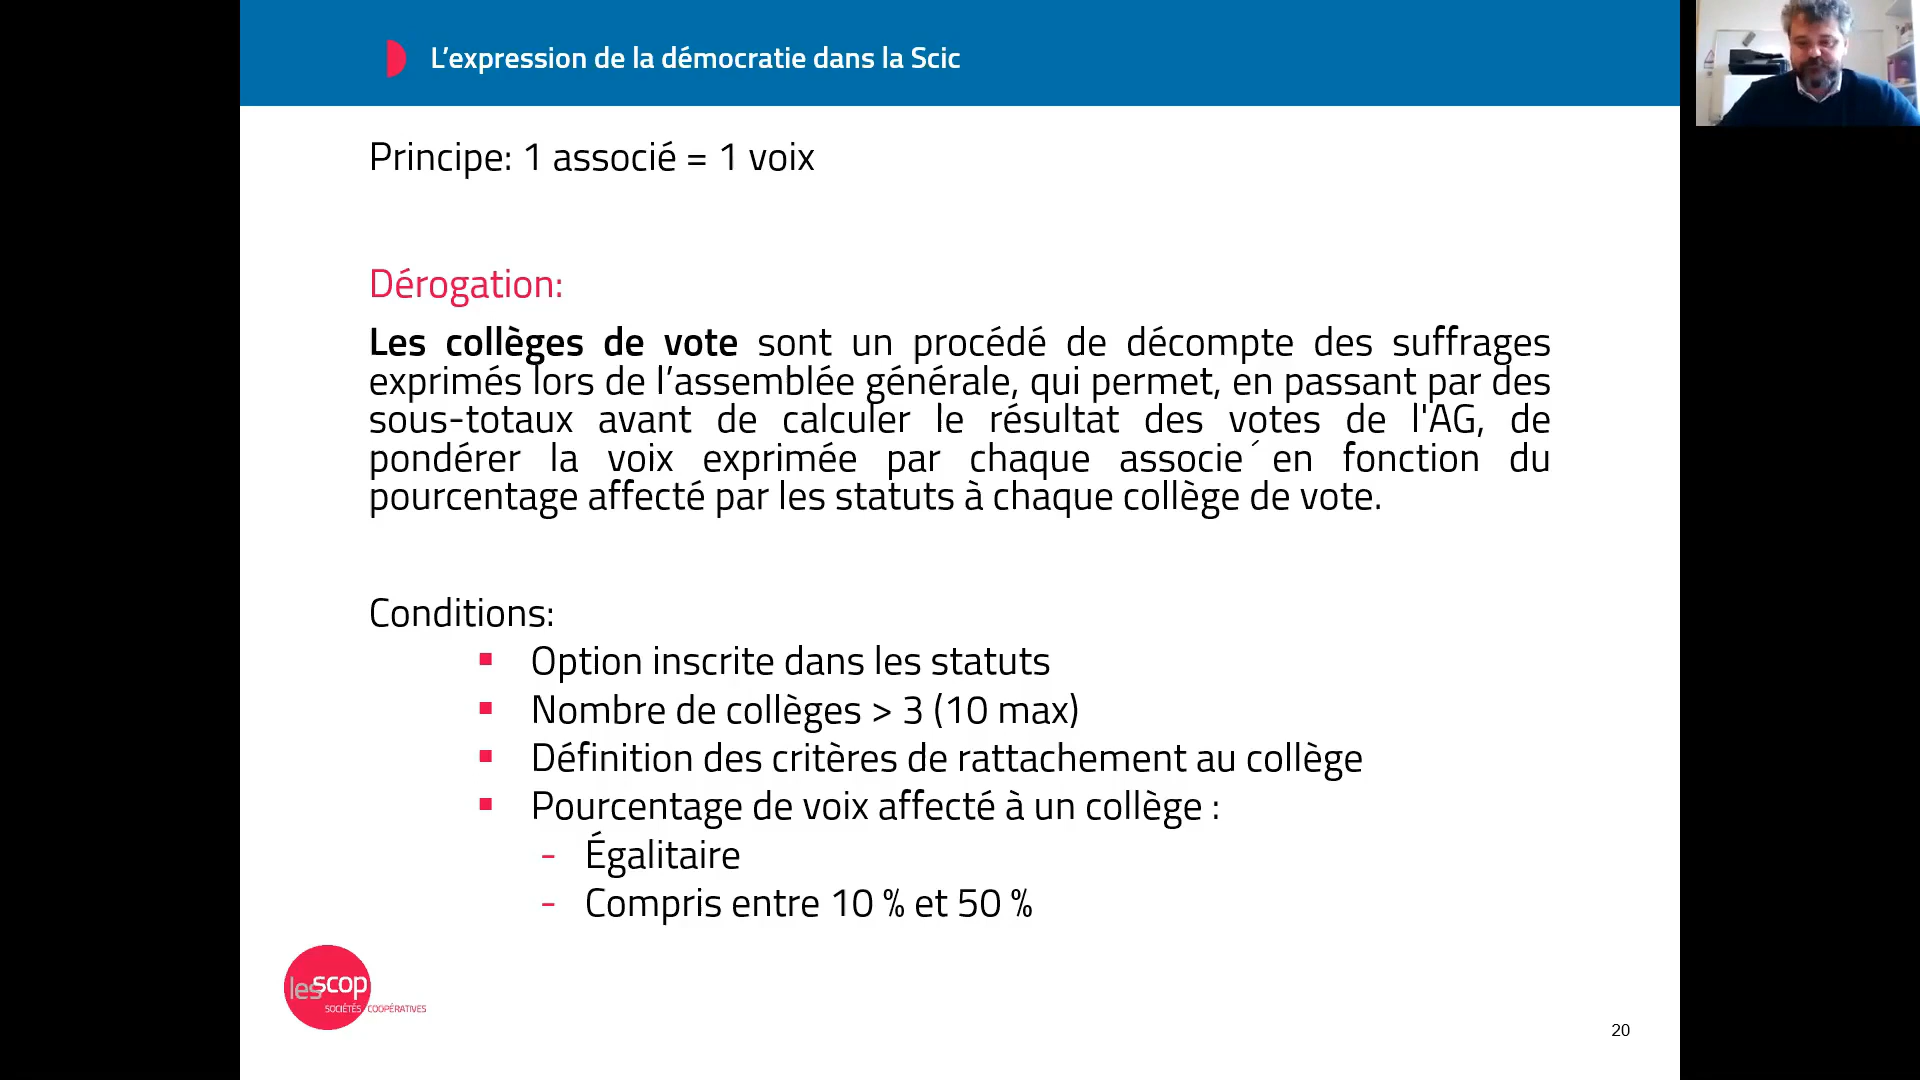 L’expression de la démocratie dans la Scic
Principe: 1 associé = 1 voix
Dérogation:
Les collèges de vote sont un procédé de décompte des suffrages
exprimés lors de l’assemblée générale, qui permet, en passant par des
sous-totaux avant de calculer le résultat des votes de l'AG, de
pondérer la voix exprimée par chaque associe´ en fonction du
pourcentage affecté par les statuts à chaque collège de vote.
Conditions:
▪ Option inscrite dans les statuts
▪ Nombre de collèges > 3 (10 max)
▪ Définition des critères de rattachement au collège
▪ Pourcentage de voix affecté à un collège :
- Égalitaire
- Compris entre 10 % et 50 %
les scop
SOCIÉTÉS COOPÉRATIVES
20